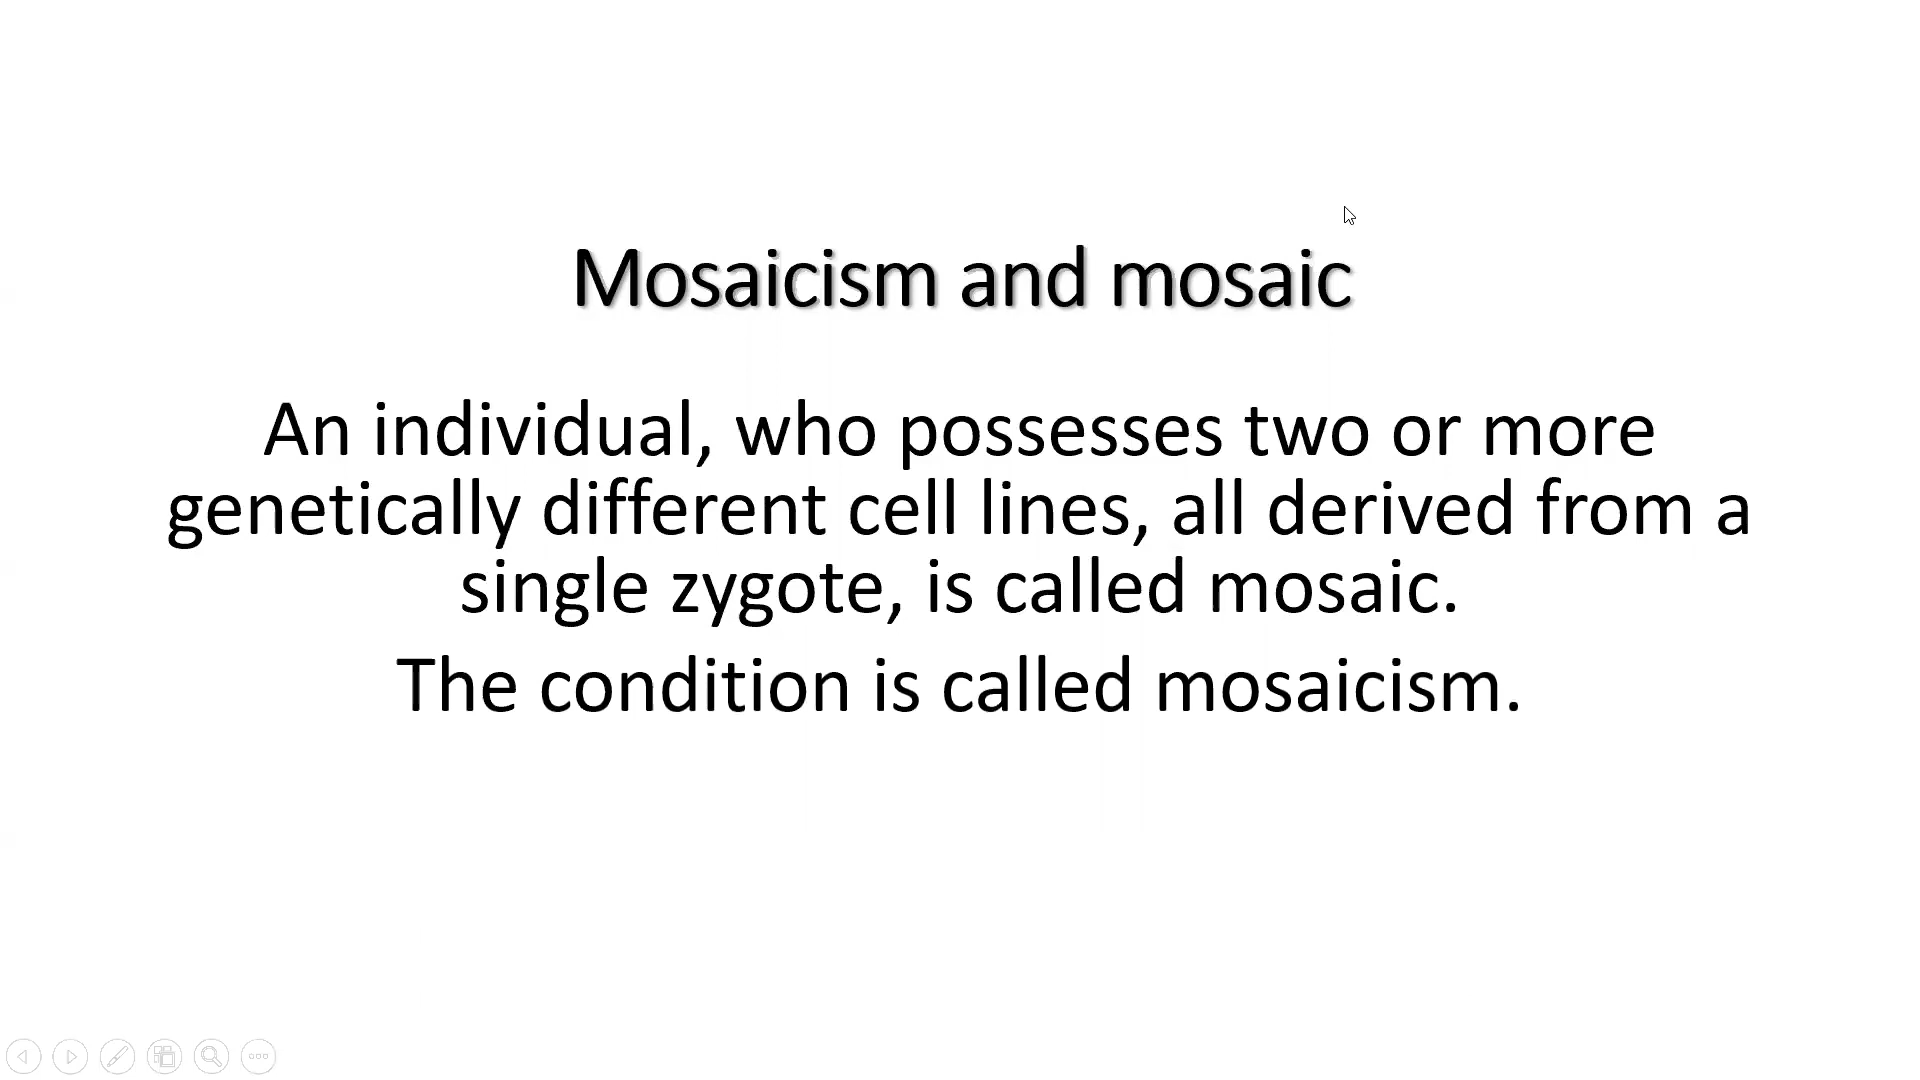 Mosaicism and mosaic
An individual, who possesses two or more
genetically different cell lines, all derived from a
single zygote, is called mosaic.
The condition is called mosaicism.